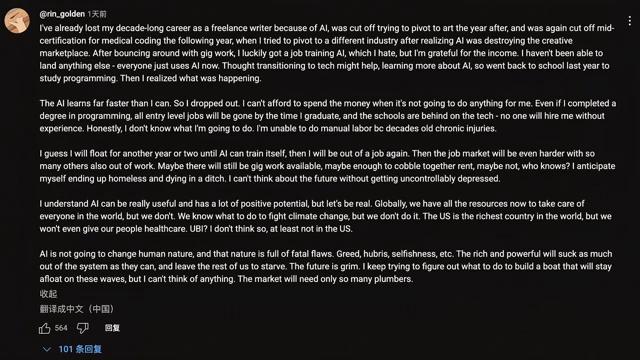 @rin_golden 1天前
I've already lost my decade-long career as a freelance writer because of AI, was cut off trying to pivot to art the year after, and was again cut off mid-
certification for medical coding the following year, when I tried to pivot to a different industry after realizing AI was destroying the creative
marketplace. After bouncing around with gig work, I luckily got a job training AI, which I hate, but I'm grateful for the income. I haven't been able to
land anything else - everyone just uses AI now. Thought transitioning to tech might help, learning more about AI, so went back to school last year to
study programming. Then I realized what was happening.
The AI learns far faster than I can. So I dropped out. I can't afford to spend the money when it's not going to do anything for me. Even if I completed a
degree in programming, all entry level jobs will be gone by the time I graduate, and the schools are behind on the tech - no one will hire me without
experience. Honestly, I don't know what I'm going to do. I'm unable to do manual labor bc decades old chronic injuries.
I guess I will float for another year or two until AI can train itself, then I will be out of a job again. Then the job market will be even harder with so
many others also out of work. Maybe there will still be gig work available, maybe enough to cobble together rent, maybe not, who knows? I anticipate
myself ending up homeless and dying in a ditch. I can't think about the future without getting uncontrollably depressed.
I understand AI can be really useful and has a lot of positive potential, but let's be real. Globally, we have all the resources now to take care of
everyone in the world, but we don't. We know what to do to fight climate change, but we don't do it. The US is the richest country in the world, but we
won't even give our people healthcare. UBI? I don't think so, at least not in the US.
AI is not going to change human nature, and that nature is full of fatal flaws. Greed, hubris, selfishness, etc. The rich and powerful will suck as much
out of the system as they can, and leave the rest of us to starve. The future is grim. I keep trying to figure out what to do to build a boat that will stay
afloat on these waves, but I can't think of anything. The market will need only so many plumbers.
收起
翻译成中文（中国）
564 回复
101 条回复